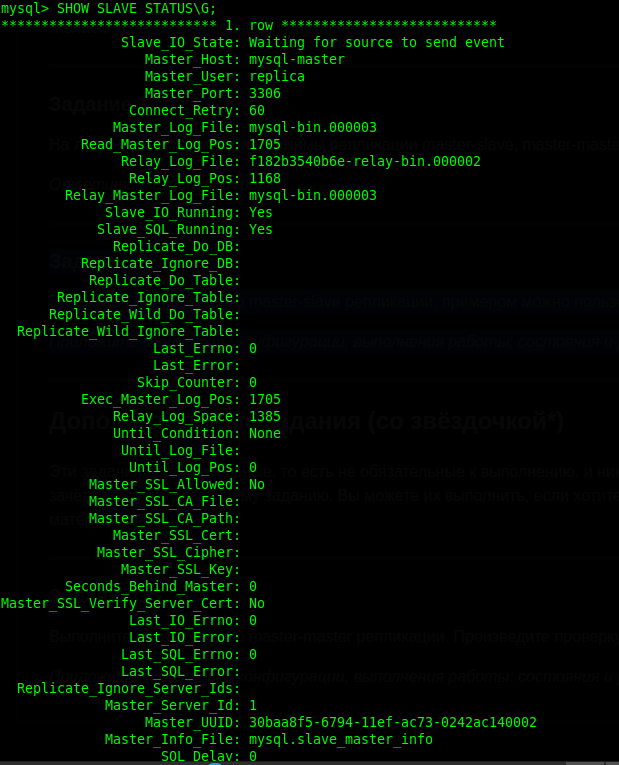 mysql> SHOW SLAVE STATUS\G;
*************************** 1. row ***************************
Slave_IO_State: Waiting for source to send event
Master_Host: mysql-master
Master_User: replica
Master_Port: 3306
Connect_Retry: 60
Master_Log_File: mysql-bin.000003
Read_Master_Log_Pos: 1705
Relay_Log_File: f182b3540b6e-relay-bin.000002
Relay_Log_Pos: 1168
Relay_Master_Log_File: mysql-bin.000003
Slave_IO_Running: Yes
Slave_SQL_Running: Yes
Replicate_Do_DB:
Replicate_Ignore_DB:
Replicate_Do_Table:
Replicate_Ignore_Table:
Replicate_Wild_Do_Table:
Replicate_Wild_Ignore_Table:
Last_Errno: 0
Last_Error:
Skip_Counter: 0
Exec_Master_Log_Pos: 1705
Relay_Log_Space: 1385
Until_Condition: None
Until_Log_File:
Until_Log_Pos: 0
Master_SSL_Allowed: No
Master_SSL_CA_File:
Master_SSL_CA_Path:
Master_SSL_Cert:
Master_SSL_Cipher:
Master_SSL_Key:
Seconds_Behind_Master: 0
Master_SSL_Verify_Server_Cert: No
Last_IO_Errno: 0
Last_IO_Error:
Last_SQL_Errno: 0
Last_SQL_Error:
Replicate_Ignore_Server_Ids:
Master_Server_Id: 1
Master_UUID: 30baa8f5-6794-11ef-ac73-0242ac140002
Master_Info_File: mysql.slave_master_info
SQL_Delay: 0